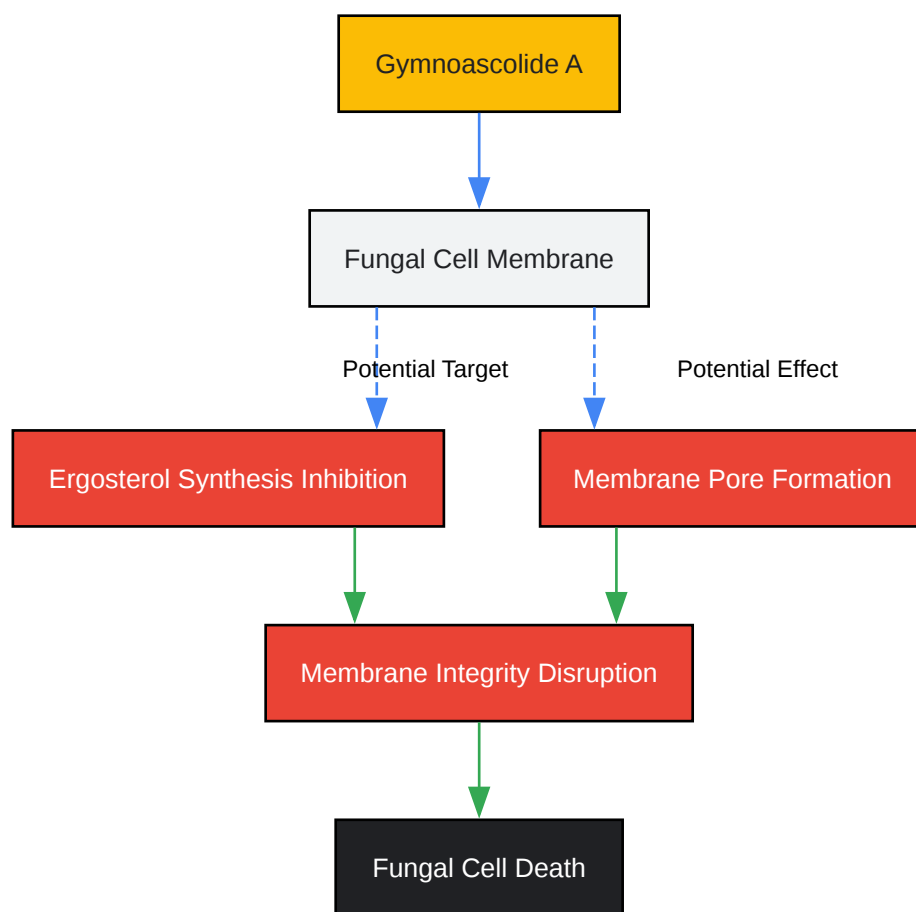 Gymnoascolide A
Fungal Cell Membrane
Potential Target
Potential Effect
Ergosterol Synthesis Inhibition
Membrane Pore Formation
Membrane Integrity Disruption
Fungal Cell Death